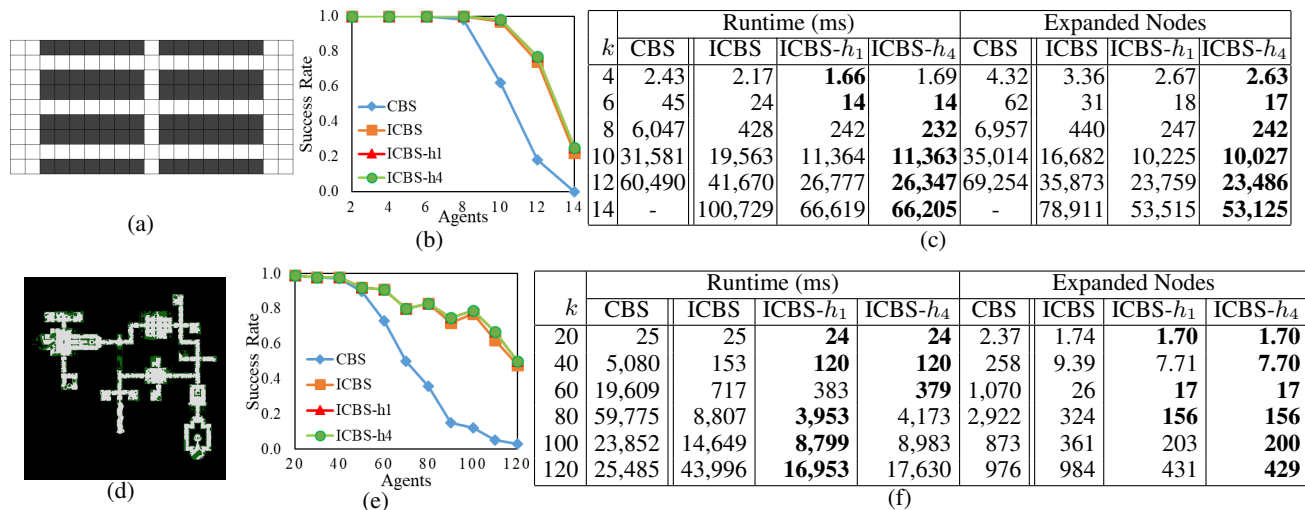 (a)
Success Rate
1.0
0.8
0.6
0.4
0.2
0.0
CBS
ICBS
ICBS-h1
ICBS-h4
2 4 6 8 10 12 14
Agents
(b)
Runtime (ms) Expanded Nodes
k CBS ICBS ICBS-h₁ ICBS-h₄ CBS ICBS ICBS-h₁ ICBS-h₄
4 2.43 2.17 1.66 1.69 4.32 3.36 2.67 2.63
6 45 24 14 14 62 31 18 17
8 6,047 428 242 232 6,957 440 247 242
10 31,581 19,563 11,364 11,363 35,014 16,682 10,225 10,027
12 60,490 41,670 26,777 26,347 69,254 35,873 23,759 23,486
14 - 100,729 66,619 66,205 - 78,911 53,515 53,125
(c)
(d)
Success Rate
1.0
0.8
0.6
0.4
0.2
0.0
CBS
ICBS
ICBS-h1
ICBS-h4
20 40 60 80 100 120
Agents
(e)
Runtime (ms) Expanded Nodes
k CBS ICBS ICBS-h₁ ICBS-h₄ CBS ICBS ICBS-h₁ ICBS-h₄
20 25 25 24 24 2.37 1.74 1.70 1.70
40 5,080 153 120 120 258 9.39 7.71 7.70
60 19,609 717 383 379 1,070 26 17 17
80 59,775 8,807 3,953 4,173 2,922 324 156 156
100 23,852 14,649 8,799 8,983 873 361 203 200
120 25,485 43,996 16,953 17,630 976 984 431 429
(f)